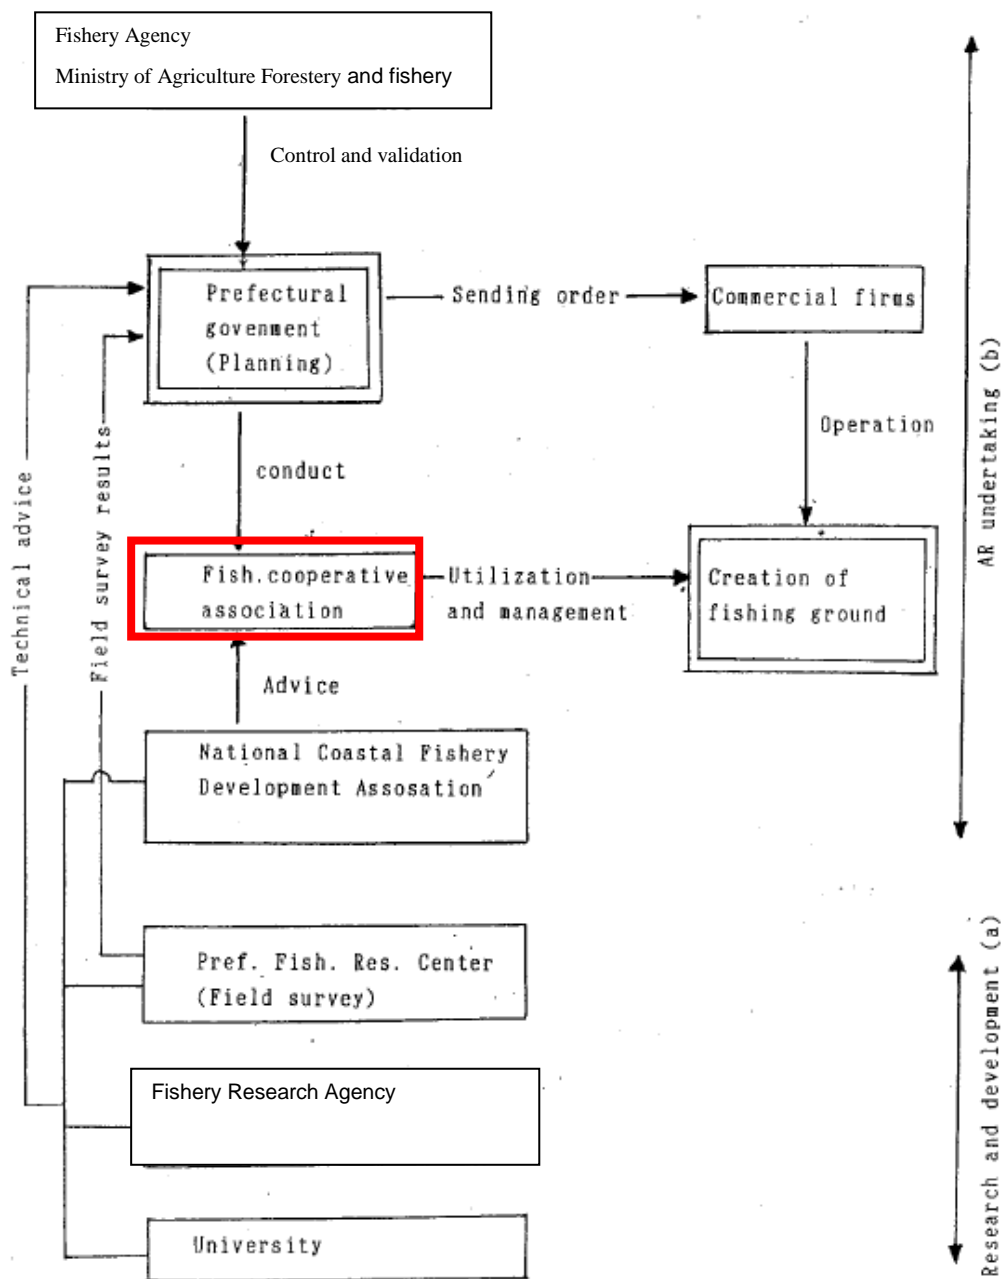 Fishery Agency
Ministry of Agriculture Forestery and fishery
Control and validation
Prefectural
govenment
(Planning)
Sending order
Commercial firms
Operation
conduct
Fish.cooperative
association
Utilization
and management
Creation of
fishing ground
Advice
National Coastal Fishery
Development Assosation
Pref. Fish. Res. Center
(Field survey)
Fishery Research Agency
University
Technical advice
Field survey results
AR undertaking (b)
Research and development (a)